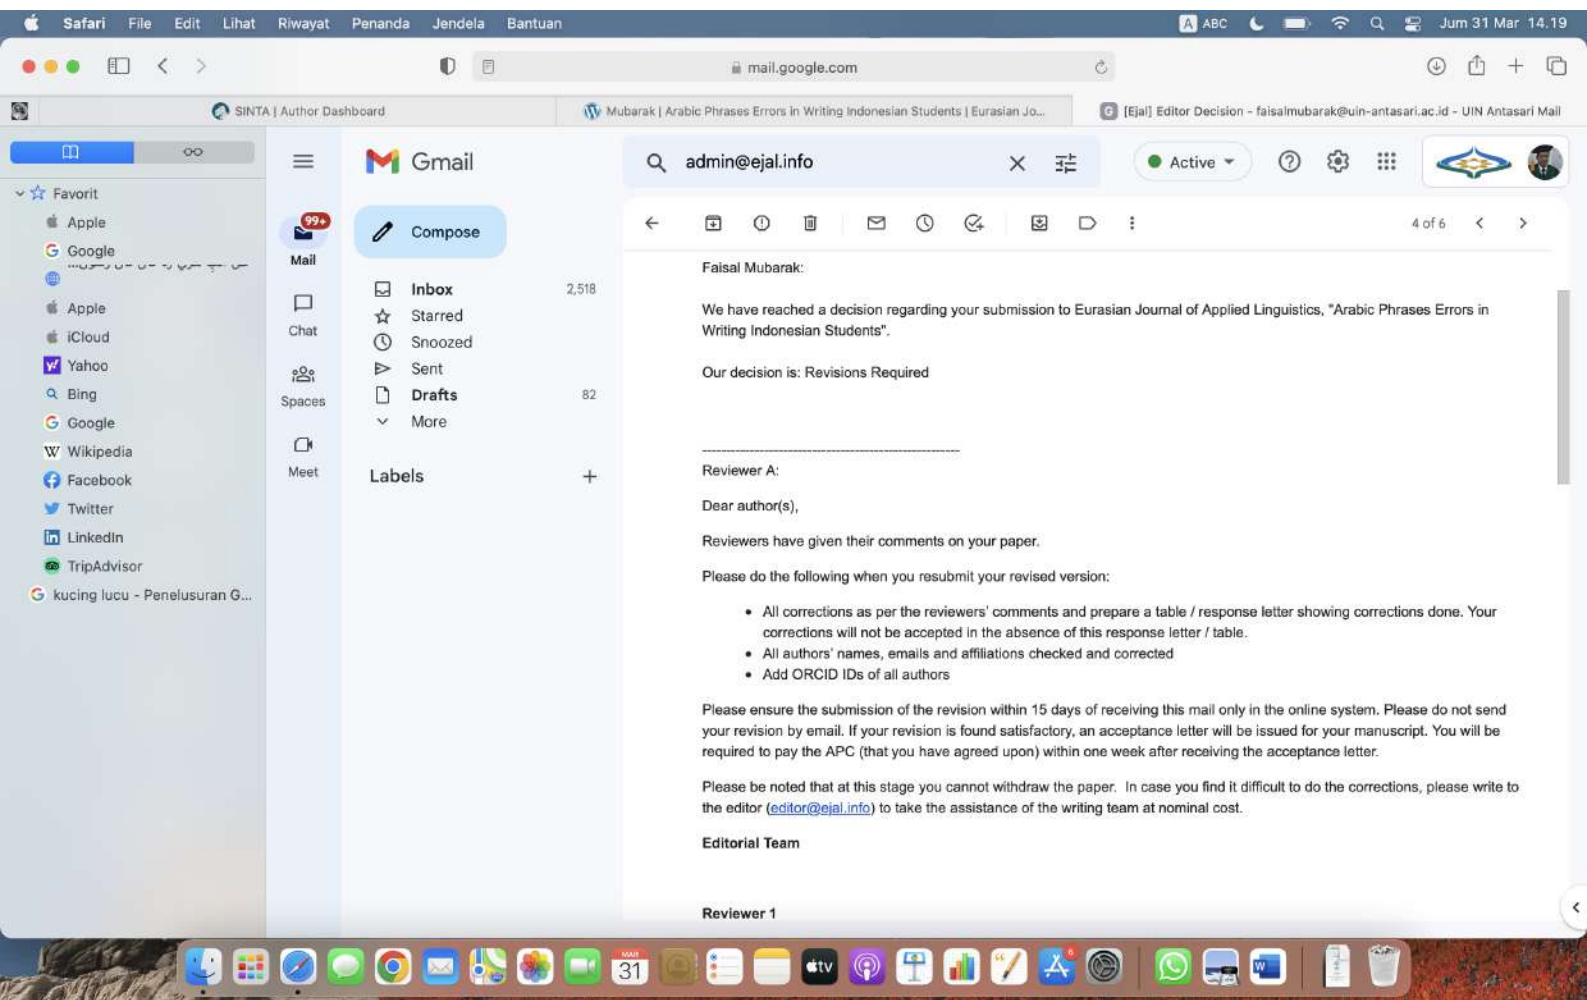 Safari File Edit Lihat Riwayat Penanda Jendela Bantuan
A ABC Jum 31 Mar 14.19
mail.google.com
SINTA | Author Dashboard
Mubarak | Arabic Phrases Errors in Writing Indonesian Students | Eurasian Jo...
G [Ejal] Editor Decision - faisalmubarak@uin-antasari.ac.id - UIN Antasari Mail
Favorit
Apple
Google
Apple
iCloud
Yahoo
Bing
Google
Wikipedia
Facebook
Twitter
LinkedIn
TripAdvisor
kucing lucu - Penelusuran G...
99+
Mail
Chat
Spaces
Meet
Gmail
Compose
Inbox 2,518
Starred
Snoozed
Sent
Drafts 82
More
Labels +
admin@ejal.info
Active
4 of 6
Faisal Mubarak:
We have reached a decision regarding your submission to Eurasian Journal of Applied Linguistics, "Arabic Phrases Errors in
Writing Indonesian Students".
Our decision is: Revisions Required
------------------------------------------------------
Reviewer A:
Dear author(s),
Reviewers have given their comments on your paper.
Please do the following when you resubmit your revised version:
• All corrections as per the reviewers' comments and prepare a table / response letter showing corrections done. Your
corrections will not be accepted in the absence of this response letter / table.
• All authors' names, emails and affiliations checked and corrected
• Add ORCID IDs of all authors
Please ensure the submission of the revision within 15 days of receiving this mail only in the online system. Please do not send
your revision by email. If your revision is found satisfactory, an acceptance letter will be issued for your manuscript. You will be
required to pay the APC (that you have agreed upon) within one week after receiving the acceptance letter.
Please be noted that at this stage you cannot withdraw the paper. In case you find it difficult to do the corrections, please write to
the editor (editor@ejal.info) to take the assistance of the writing team at nominal cost.
Editorial Team
Reviewer 1
MAR
31
tv
W
6